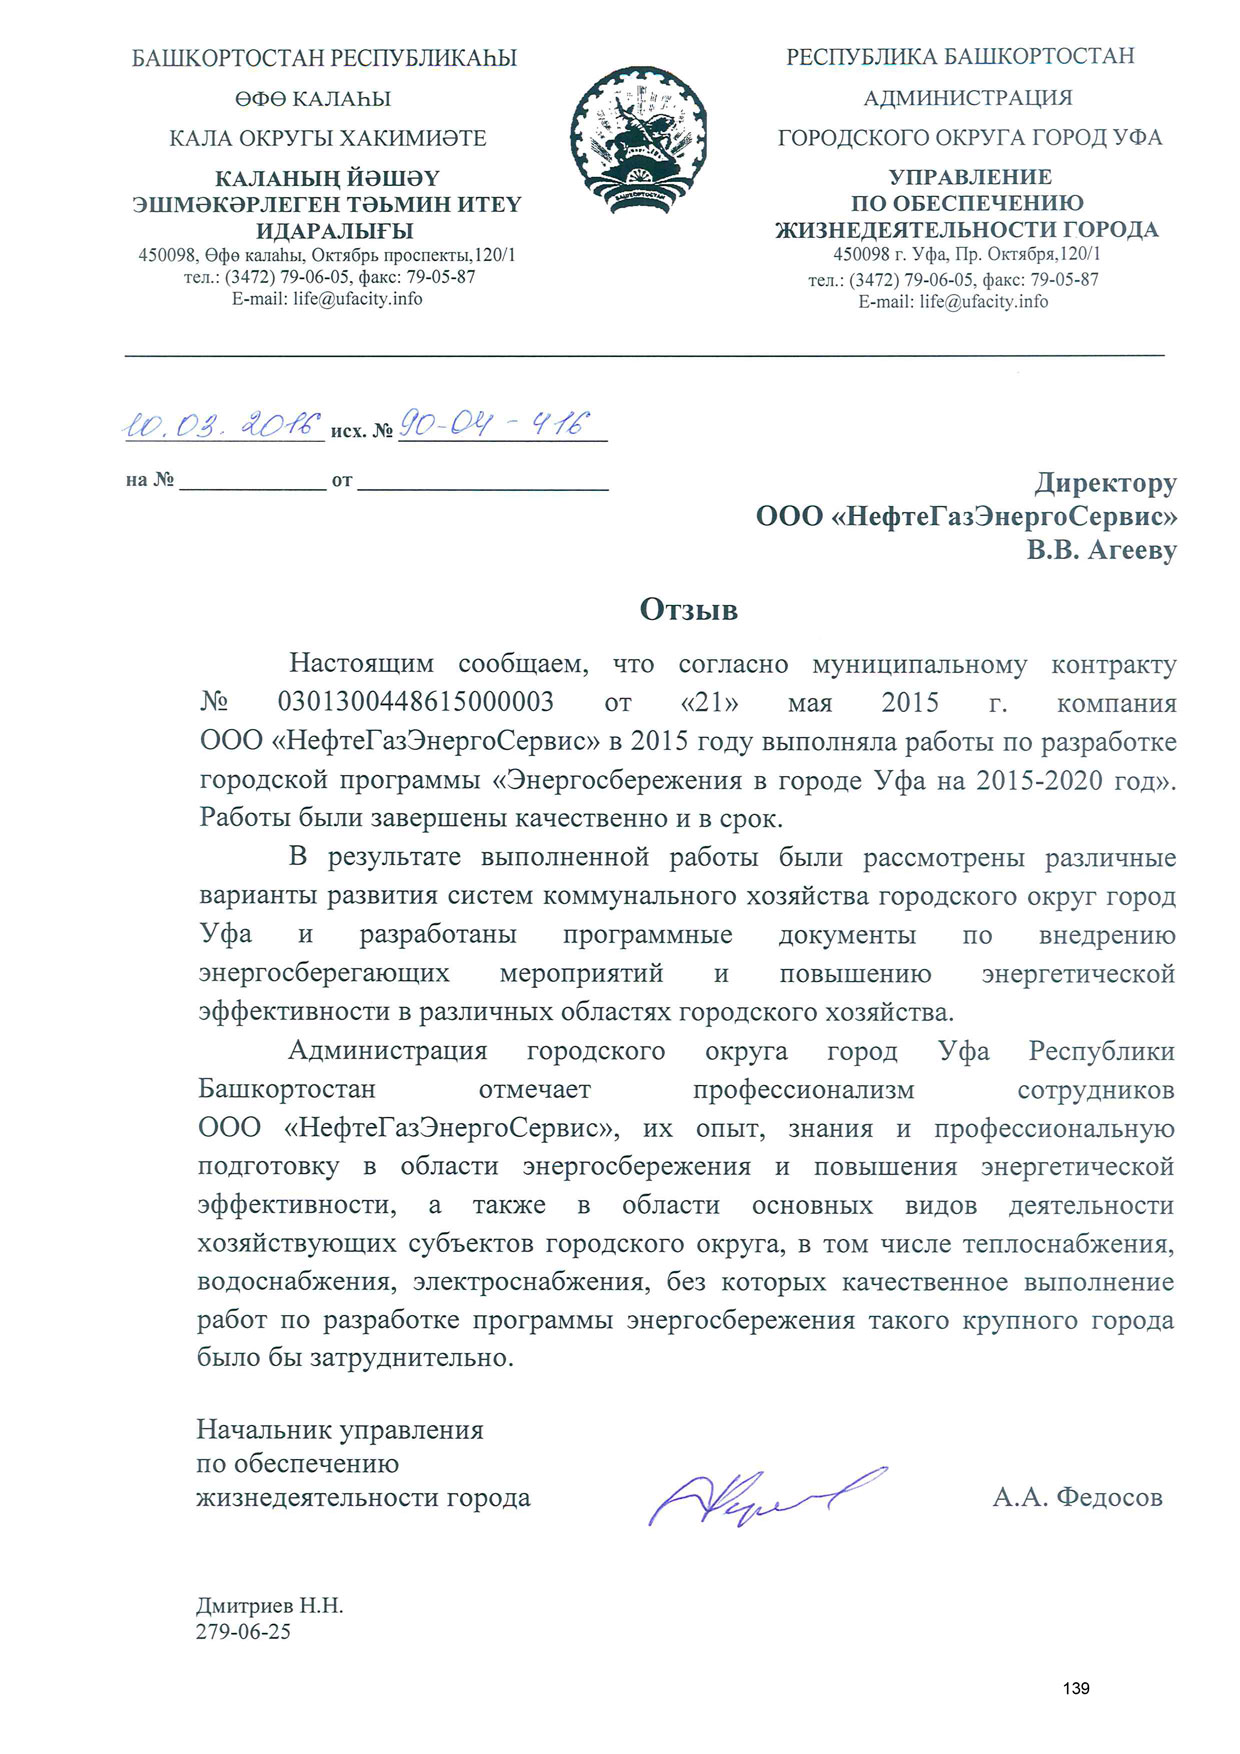 БАШКОРТОСТАН РЕСПУБЛИКАҺЫ
ӨФӨ КАЛАҺЫ
КАЛА ОКРУГЫ ХАКИМИӘТЕ
КАЛАНЫҢ ЙӘШӘҮ
ЭШМӘКӘРЛЕГЕН ТӘЬМИН ИТЕҮ
ИДАРАЛЫҒЫ
450098, Өфө калаһы, Октябрь проспекты,120/1
тел.: (3472) 79-06-05, факс: 79-05-87
E-mail: life@ufacity.info
БАШКОРТОСТАН
РЕСПУБЛИКА БАШКОРТОСТАН
АДМИНИСТРАЦИЯ
ГОРОДСКОГО ОКРУГА ГОРОД УФА
УПРАВЛЕНИЕ
ПО ОБЕСПЕЧЕНИЮ
ЖИЗНЕДЕЯТЕЛЬНОСТИ ГОРОДА
450098 г. Уфа, Пр. Октября,120/1
тел.: (3472) 79-06-05, факс: 79-05-87
E-mail: life@ufacity.info
10.03.2016 исх. № 90-04-416
на № ____________ от ____________
Директору
ООО «НефтеГазЭнергоСервис»
В.В. Агееву
Отзыв
Настоящим сообщаем, что согласно муниципальному контракту
№ 0301300448615000003 от «21» мая 2015 г. компания
ООО «НефтеГазЭнергоСервис» в 2015 году выполняла работы по разработке
городской программы «Энергосбережения в городе Уфа на 2015-2020 год».
Работы были завершены качественно и в срок.
В результате выполненной работы были рассмотрены различные
варианты развития систем коммунального хозяйства городского округ город
Уфа и разработаны программные документы по внедрению
энергосберегающих мероприятий и повышению энергетической
эффективности в различных областях городского хозяйства.
Администрация городского округа город Уфа Республики
Башкортостан отмечает профессионализм сотрудников
ООО «НефтеГазЭнергоСервис», их опыт, знания и профессиональную
подготовку в области энергосбережения и повышения энергетической
эффективности, а также в области основных видов деятельности
хозяйствующих субъектов городского округа, в том числе теплоснабжения,
водоснабжения, электроснабжения, без которых качественное выполнение
работ по разработке программы энергосбережения такого крупного города
было бы затруднительно.
Начальник управления
по обеспечению
жизнедеятельности города
А.А. Федосов
Дмитриев Н.Н.
279-06-25
139